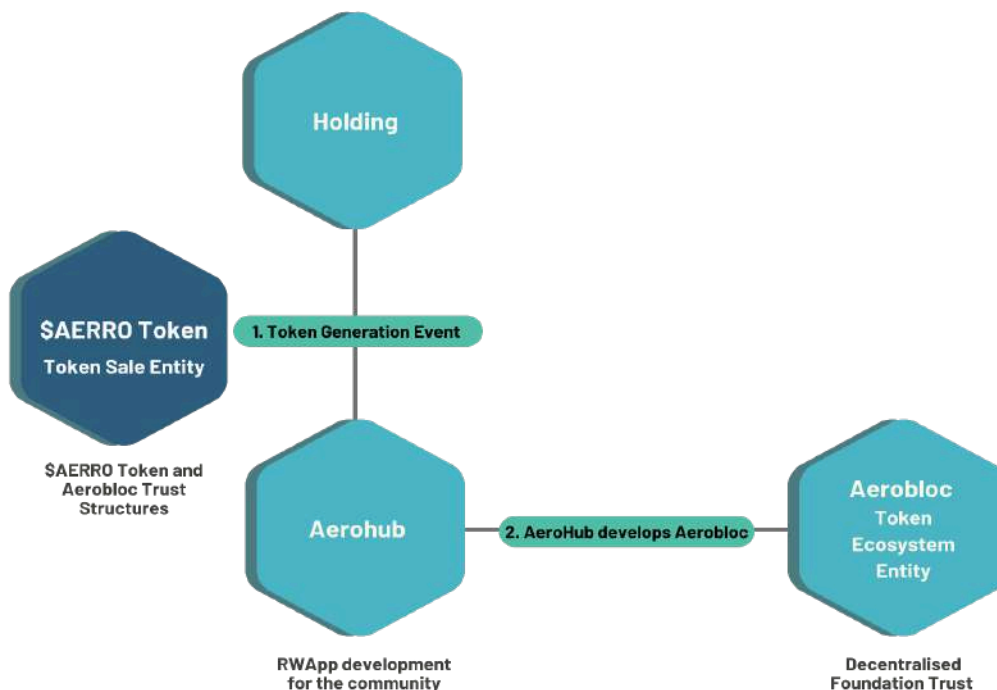 Holding
$AERRO Token
Token Sale Entity
1. Token Generation Event
$AERRO Token and
Aerobloc Trust
Structures
Aerohub
2. AeroHub develops Aerobloc
Aerobloc
Token
Ecosystem
Entity
RWApp development
for the community
Decentralised
Foundation Trust